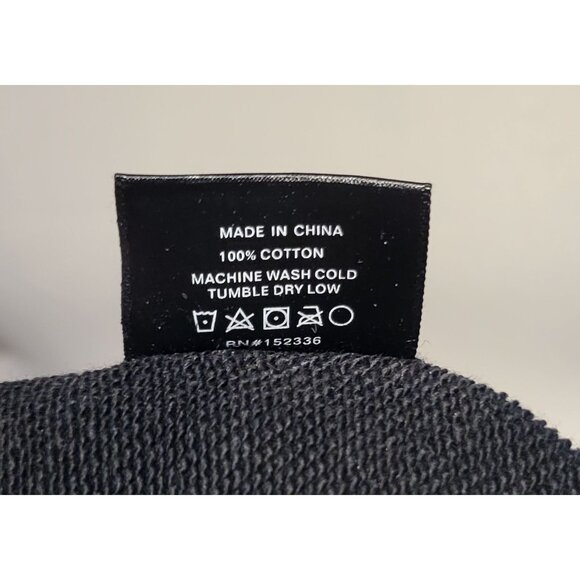 MADE IN CHINA
100% COTTON
MACHINE WASH COLD
TUMBLE DRY LOW
RN#152336